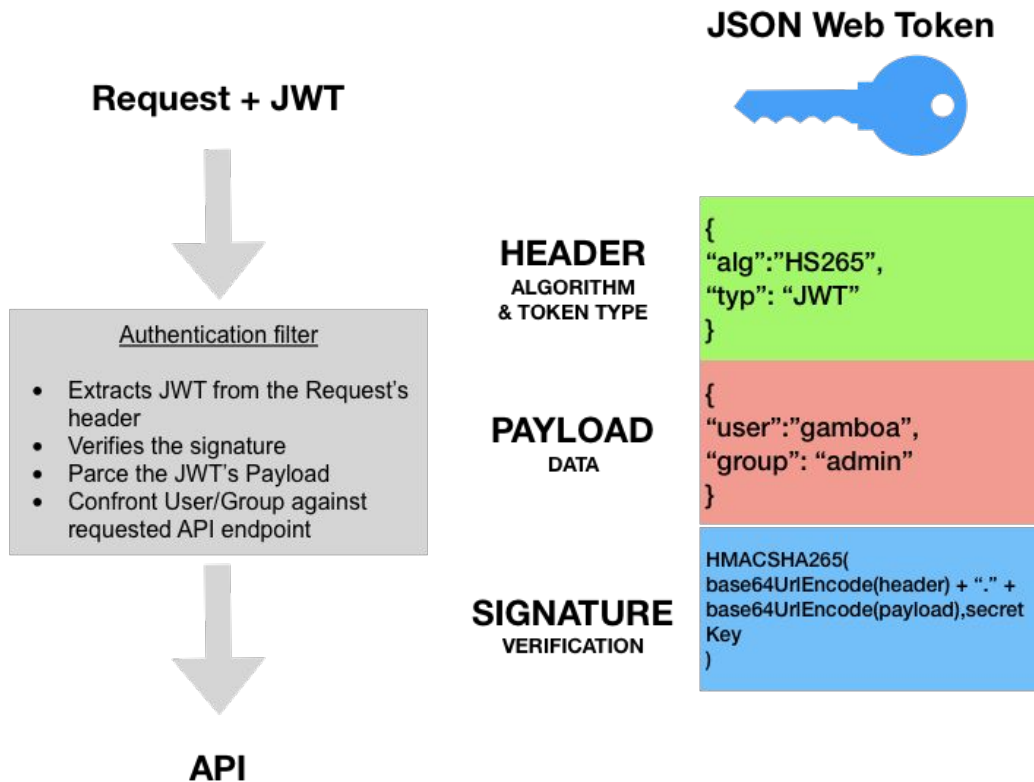 JSON Web Token
Request + JWT
Authentication filter
• Extracts JWT from the Request's
header
• Verifies the signature
• Parce the JWT's Payload
• Confront User/Group against
requested API endpoint
API
HEADER
ALGORITHM
& TOKEN TYPE
{
“alg”:”HS265”,
“typ”: “JWT”
}
PAYLOAD
DATA
{
“user”:”gamboa”,
“group”: “admin”
}
SIGNATURE
VERIFICATION
HMACSHA265(
base64UrlEncode(header) + “.” +
base64UrlEncode(payload),secret
Key
)